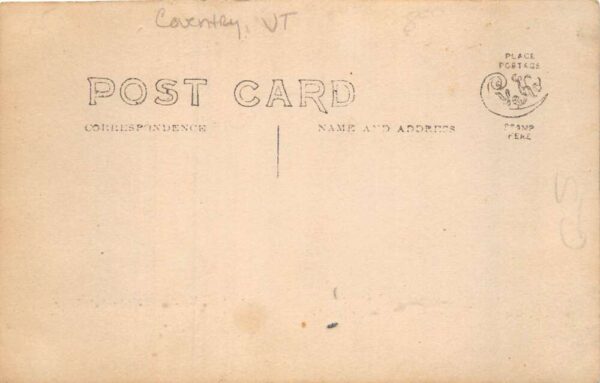 Coventry, VT
POST CARD
CORRESPONDENCE
NAME AND ADDRESS
PLACE
POSTAGE
STAMP
HERE